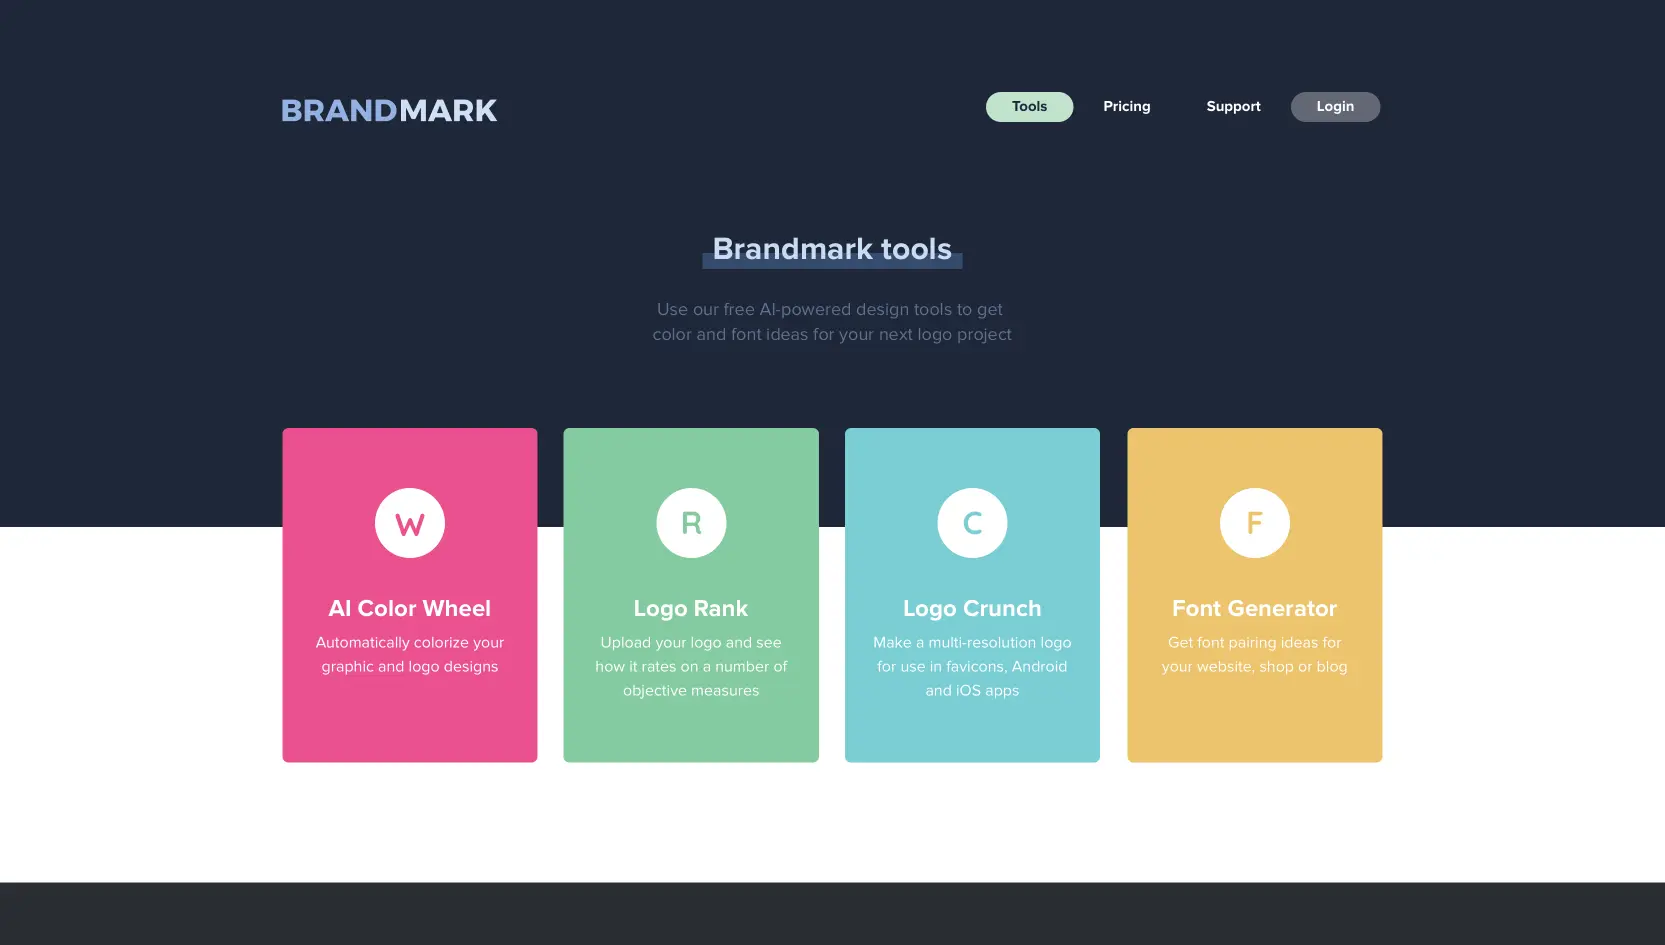 BRANDMARK
Tools
Pricing
Support
Login
Brandmark tools
Use our free AI-powered design tools to get
color and font ideas for your next logo project
W
AI Color Wheel
Automatically colorize your
graphic and logo designs
R
Logo Rank
Upload your logo and see
how it rates on a number of
objective measures
C
Logo Crunch
Make a multi-resolution logo
for use in favicons, Android
and iOS apps
F
Font Generator
Get font pairing ideas for
your website, shop or blog